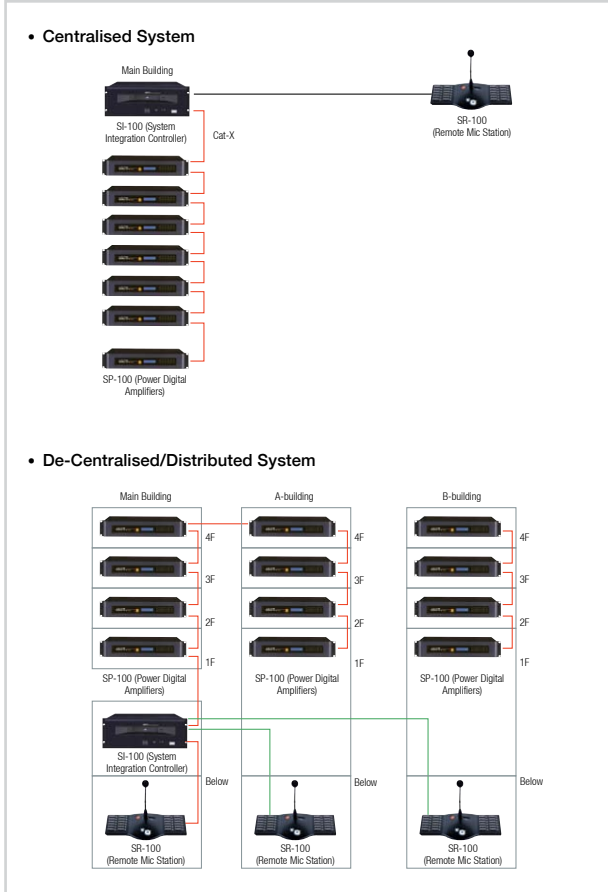 • Centralised System
Main Building
SI-100 (System
Integration Controller)
Cat-X
SR-100
(Remote Mic Station)
SP-100 (Power Digital
Amplifiers)
• De-Centralised/Distributed System
Main Building
A-building
B-building
4F
4F
4F
3F
3F
3F
2F
2F
2F
1F
1F
1F
SP-100 (Power Digital
Amplifiers)
SP-100 (Power Digital
Amplifiers)
SP-100 (Power Digital
Amplifiers)
SI-100 (System
Integration Controller)
Below
Below
Below
SR-100
(Remote Mic Station)
SR-100
(Remote Mic Station)
SR-100
(Remote Mic Station)